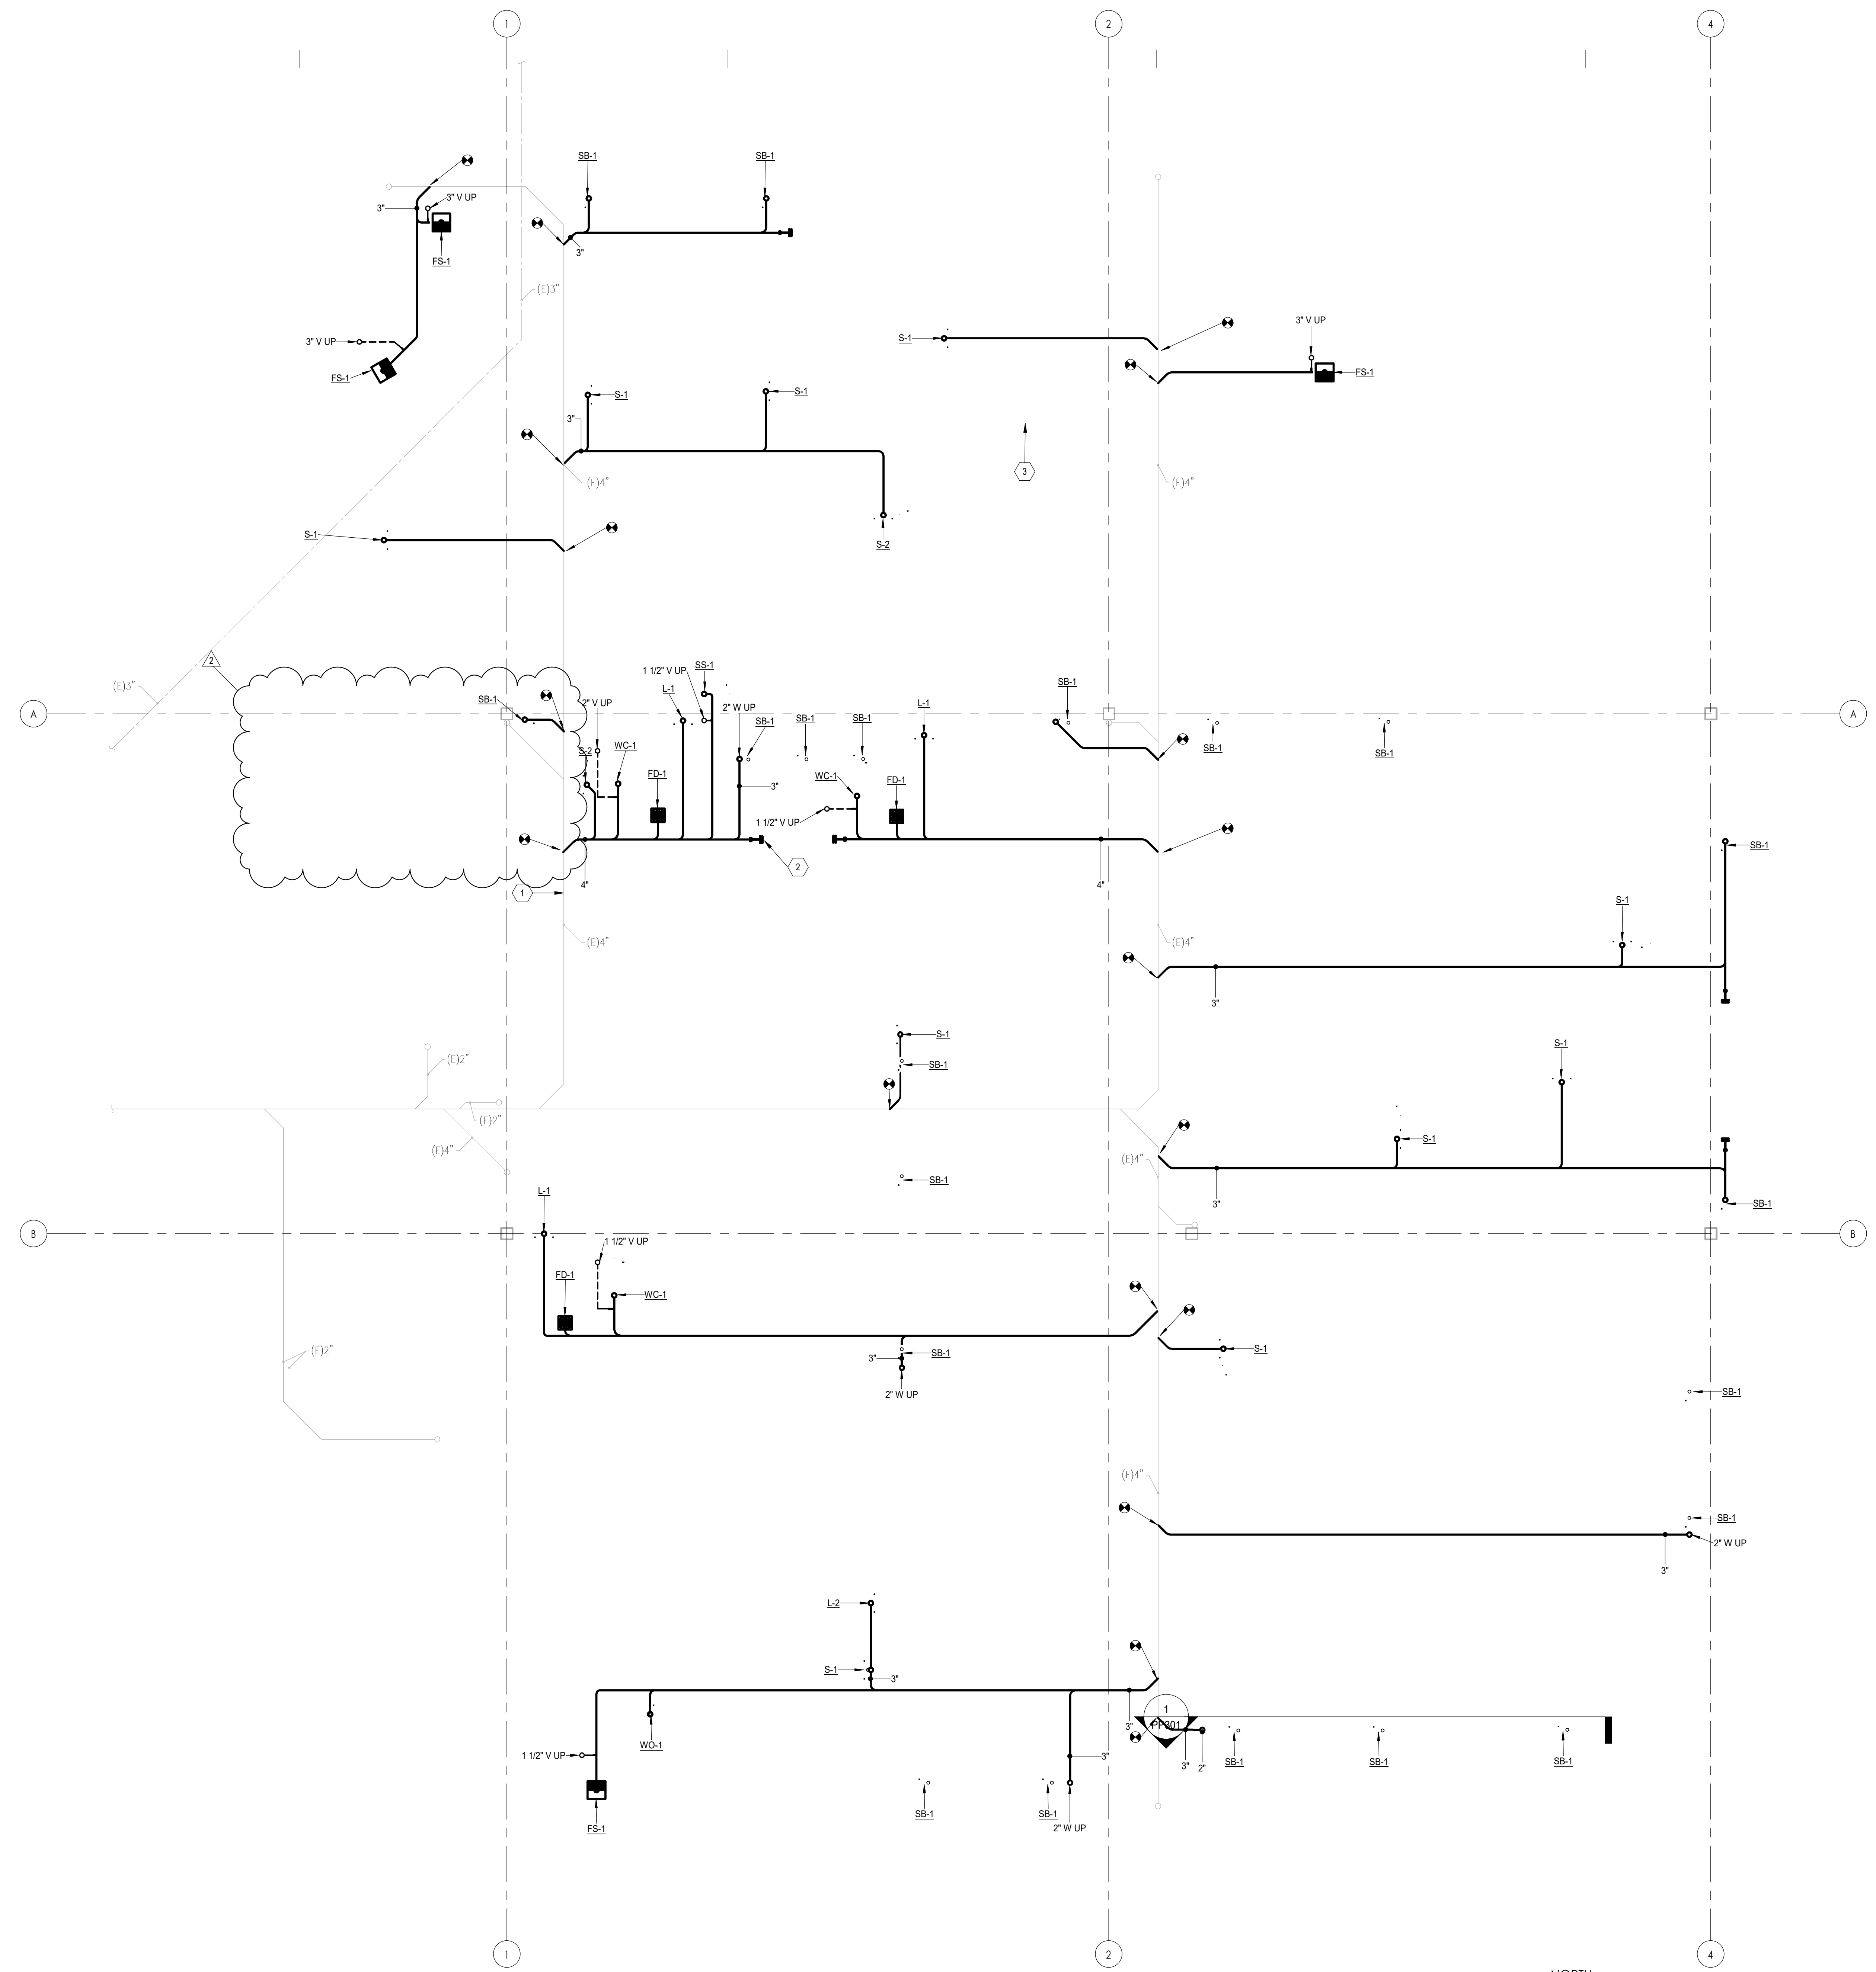 1
2
4
SB-1
SB-1
3" V UP
3"
FS-1
3"
(E)3"
3" V UP
FS-1
S-1
3" V UP
FS-1
S-1
S-1
3"
3
(E)4"
(E)4"
S-1
S-2
2
(E)3"
A
A
SB-1
2" V UP
S-2
WC-1
FD-1
L-1
1 1/2" V UP
SS-1
2" W UP
SB-1
SB-1
SB-1
3"
L-1
WC-1
FD-1
1 1/2" V UP
SB-1
SB-1
SB-1
2
4"
4"
1
SB-1
S-1
(E)4"
(E)4"
3"
S-1
SB-1
S-1
(E)2"
(E)2"
(E)4"
S-1
(E)4"
SB-1
3"
SB-1
L-1
B
B
1 1/2" V UP
FD-1
WC-1
(E)2"
3"
SB-1
2" W UP
S-1
SB-1
(E)4"
SB-1
2" W UP
3"
L-2
S-1
3"
1
PP301
3"
WO-1
1 1/2" V UP
3"
3"
2"
SB-1
SB-1
SB-1
SB-1
SB-1
2" W UP
FS-1
1
2
4